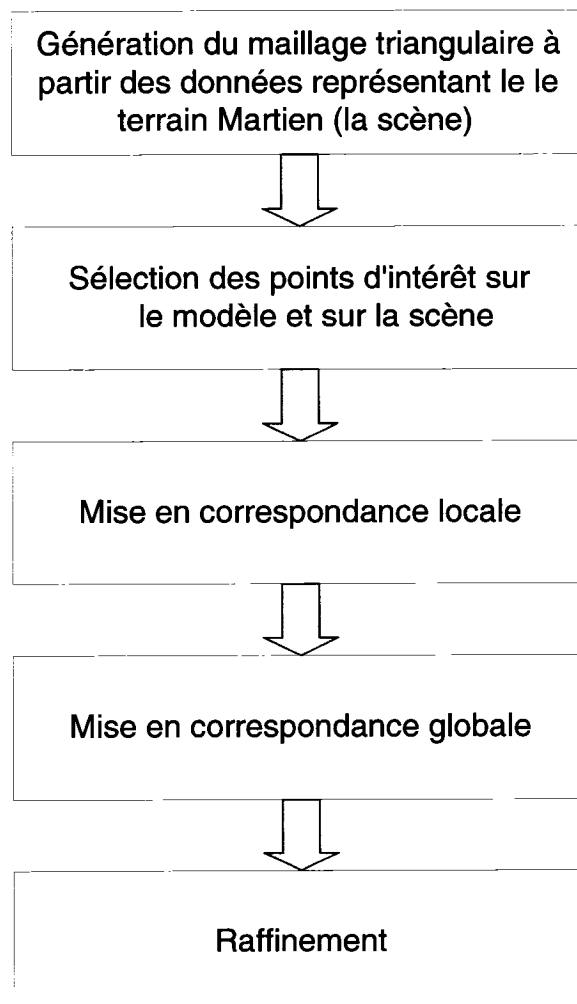 Génération du maillage triangulaire à
partir des données représentant le le
terrain Martien (la scène)
Sélection des points d'intérêt sur
le modèle et sur la scène
Mise en correspondance locale
Mise en correspondance globale
Raffinement